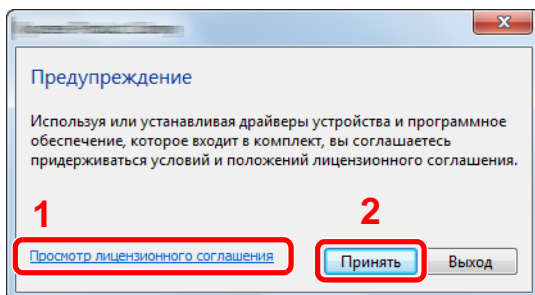 Предупреждение
Используя или устанавливая драйверы устройства и программное
обеспечение, которое входит в комплект, вы соглашаетесь
придерживаться условий и положений лицензионного соглашения.
1
2
Просмотр лицензионного соглашения
Принять
Выход